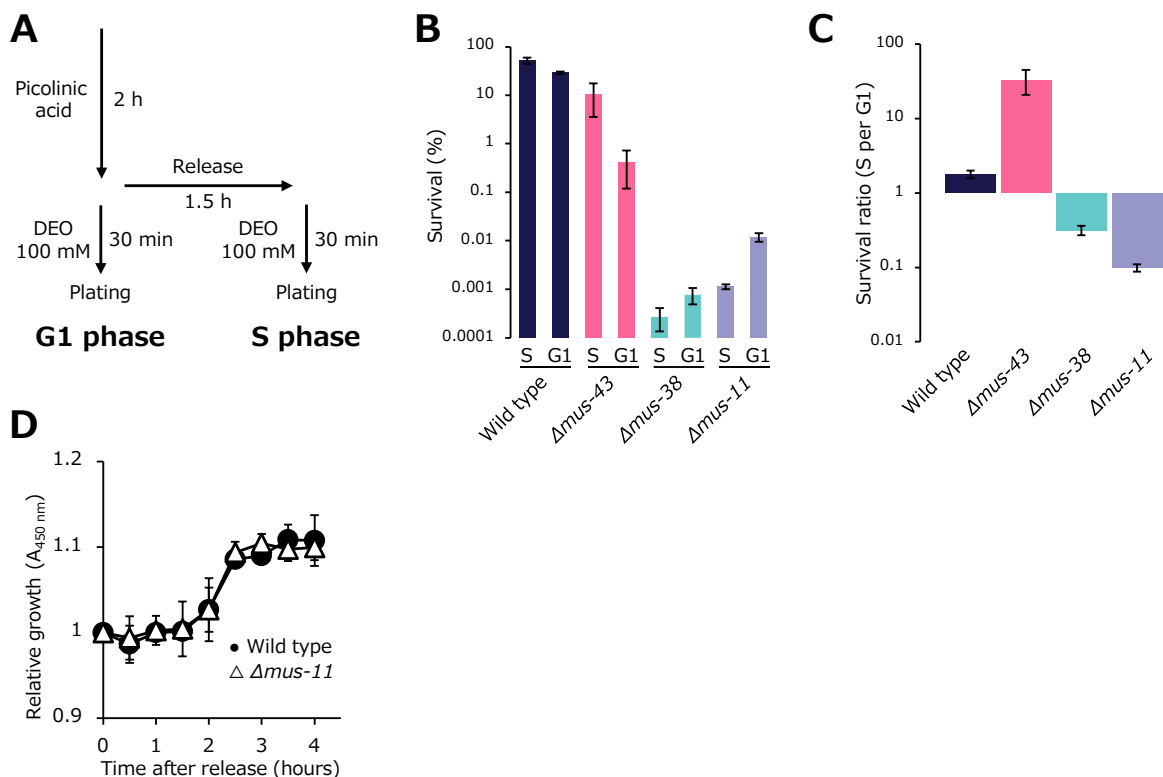 A
Picolinic
acid
2 h
Release
1.5 h
DEO
100 mM
30 min
DEO
100 mM
30 min
Plating
Plating
G1 phase
S phase
B
Survival (%)
100
10
1
0.1
0.01
0.001
0.0001
S G1 S G1 S G1 S G1
Wild type
Δmus-43
Δmus-38
Δmus-11
C
Survival ratio (S per G1)
100
10
1
0.1
0.01
Wild type
Δmus-43
Δmus-38
Δmus-11
D
Relative growth (A450 nm)
1.2
1.1
1
0.9
Wild type
Δmus-11
0 1 2 3 4
Time after release (hours)